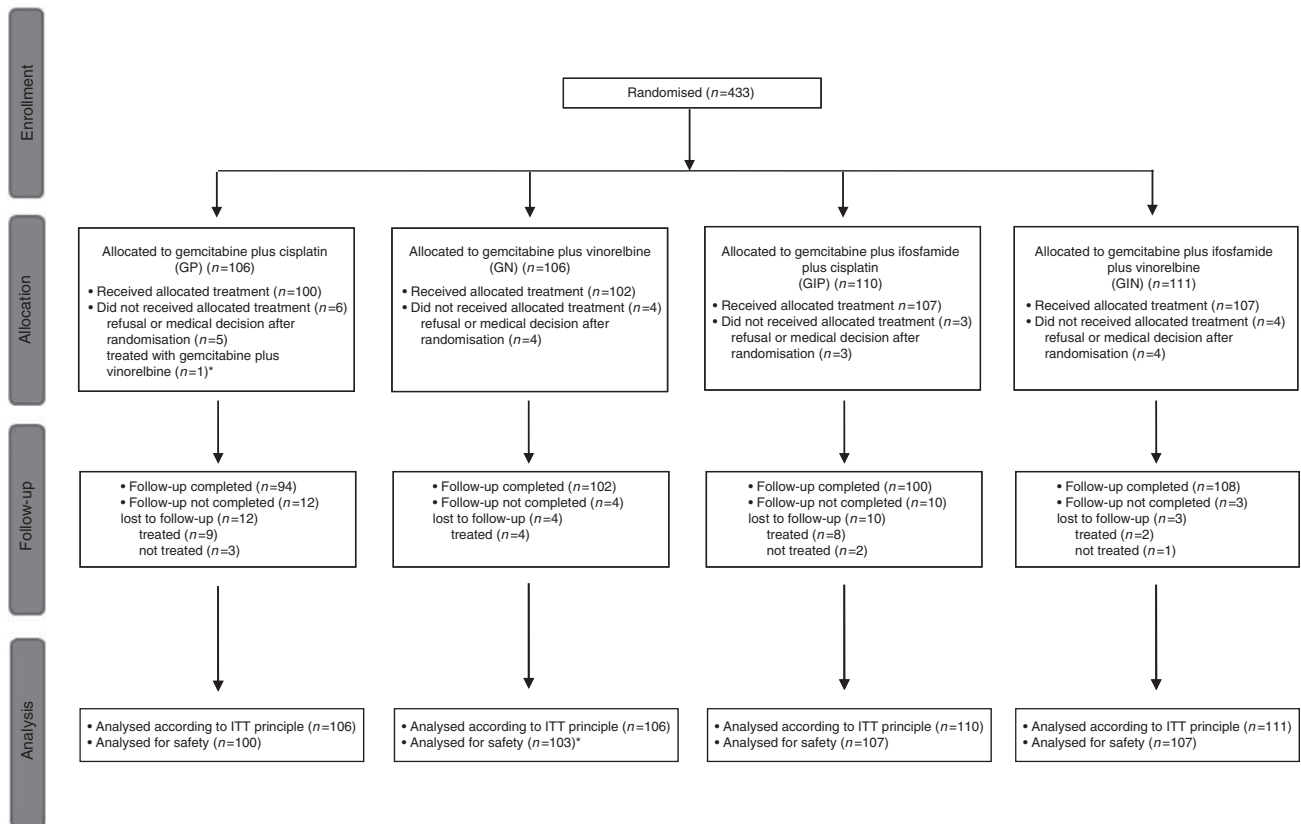 Enrollment
Randomised (n=433)
Allocation
Allocated to gemcitabine plus cisplatin
(GP) (n=106)
• Received allocated treatment (n=100)
• Did not received allocated treatment (n=6)
refusal or medical decision after
randomisation (n=5)
treated with gemcitabine plus
vinorelbine (n=1)*
Allocated to gemcitabine plus vinorelbine
(GN) (n=106)
• Received allocated treatment (n=102)
• Did not received allocated treatment (n=4)
refusal or medical decision after
randomisation (n=4)
Allocated to gemcitabine plus ifosfamide
plus cisplatin
(GIP) (n=110)
• Received allocated treatment (n=107)
• Did not received allocated treatment (n=3)
refusal or medical decision after
randomisation (n=3)
Allocated to gemcitabine plus ifosfamide
plus vinorelbine
(GIN) (n=111)
• Received allocated treatment (n=107)
• Did not received allocated treatment (n=4)
refusal or medical decision after
randomisation (n=4)
Follow-up
• Follow-up completed (n=94)
• Follow-up not completed (n=12)
lost to follow-up (n=12)
treated (n=9)
not treated (n=3)
• Follow-up completed (n=102)
• Follow-up not completed (n=4)
lost to follow-up (n=4)
treated (n=4)
• Follow-up completed (n=100)
• Follow-up not completed (n=10)
lost to follow-up (n=10)
treated (n=8)
not treated (n=2)
• Follow-up completed (n=108)
• Follow-up not completed (n=3)
lost to follow-up (n=3)
treated (n=2)
not treated (n=1)
Analysis
• Analysed according to ITT principle (n=106)
• Analysed for safety (n=100)
• Analysed according to ITT principle (n=106)
• Analysed for safety (n=103)*
• Analysed according to ITT principle (n=110)
• Analysed for safety (n=107)
• Analysed according to ITT principle (n=111)
• Analysed for safety (n=107)